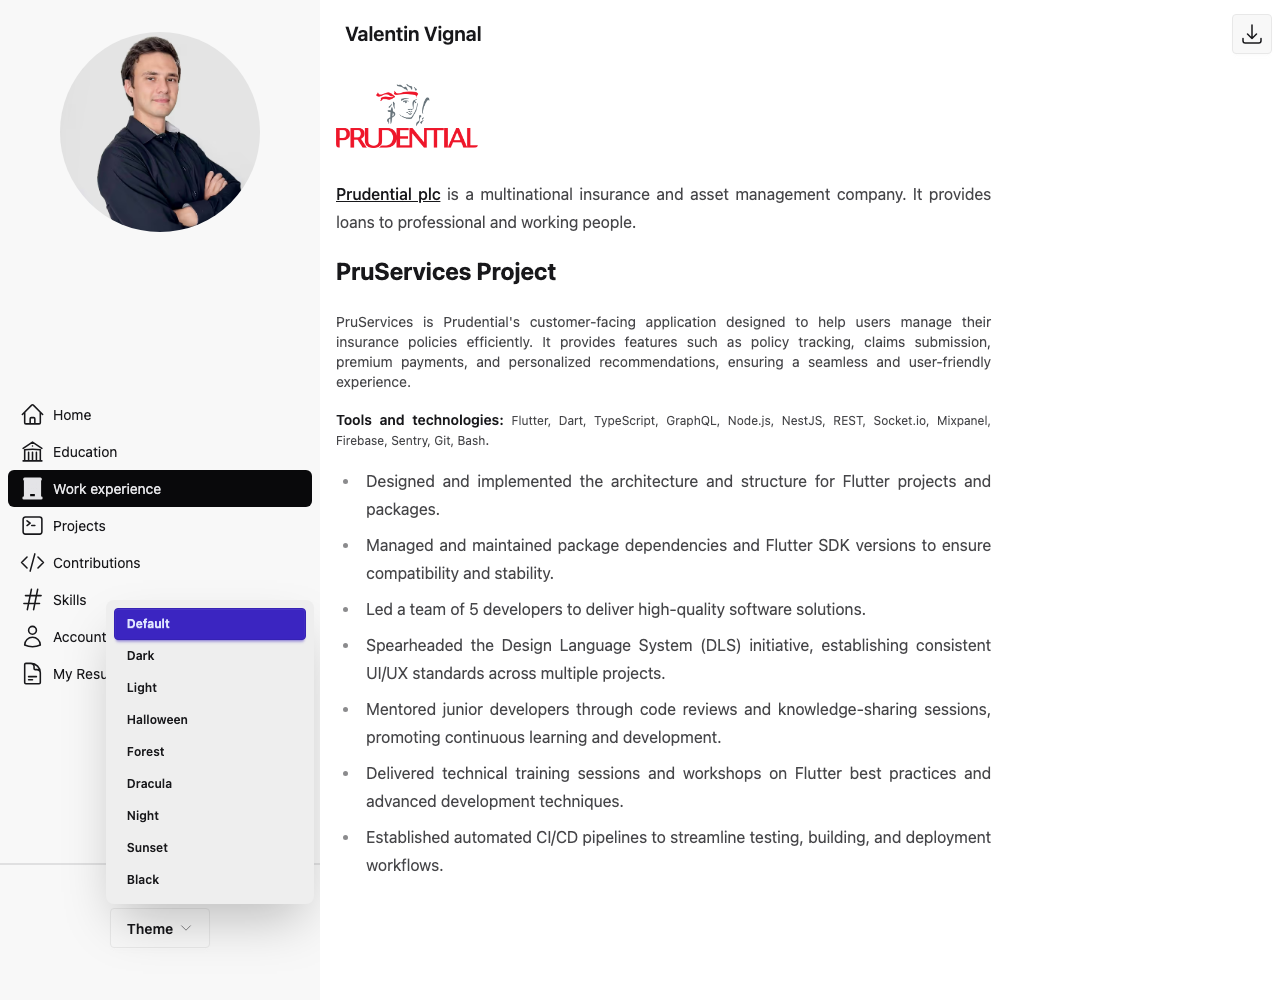 Valentin Vignal
PRUDENTIAL
Prudential plc is a multinational insurance and asset management company. It provides
loans to professional and working people.
PruServices Project
PruServices is Prudential's customer-facing application designed to help users manage their
insurance policies efficiently. It provides features such as policy tracking, claims submission,
premium payments, and personalized recommendations, ensuring a seamless and user-friendly
experience.
Tools and technologies: Flutter, Dart, TypeScript, GraphQL, Node.js, NestJS, REST, Socket.io, Mixpanel,
Firebase, Sentry, Git, Bash.
Designed and implemented the architecture and structure for Flutter projects and
packages.
Managed and maintained package dependencies and Flutter SDK versions to ensure
compatibility and stability.
Led a team of 5 developers to deliver high-quality software solutions.
Spearheaded the Design Language System (DLS) initiative, establishing consistent
UI/UX standards across multiple projects.
Mentored junior developers through code reviews and knowledge-sharing sessions,
promoting continuous learning and development.
Delivered technical training sessions and workshops on Flutter best practices and
advanced development techniques.
Established automated CI/CD pipelines to streamline testing, building, and deployment
workflows.
Home
Education
Work experience
Projects
Contributions
Skills
Account
My Resu
Default
Dark
Light
Halloween
Forest
Dracula
Night
Sunset
Black
Theme